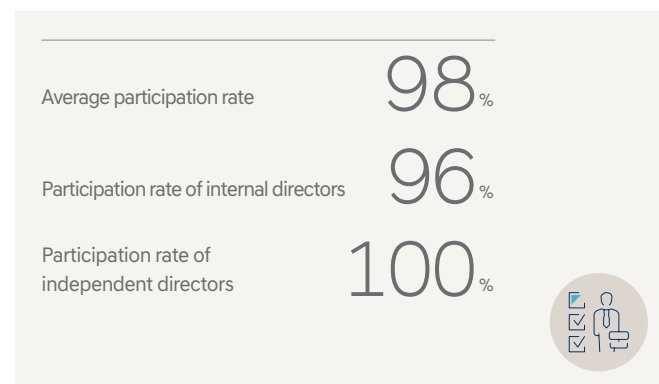 Average participation rate 98%
Participation rate of internal directors 96%
Participation rate of
independent directors 100%